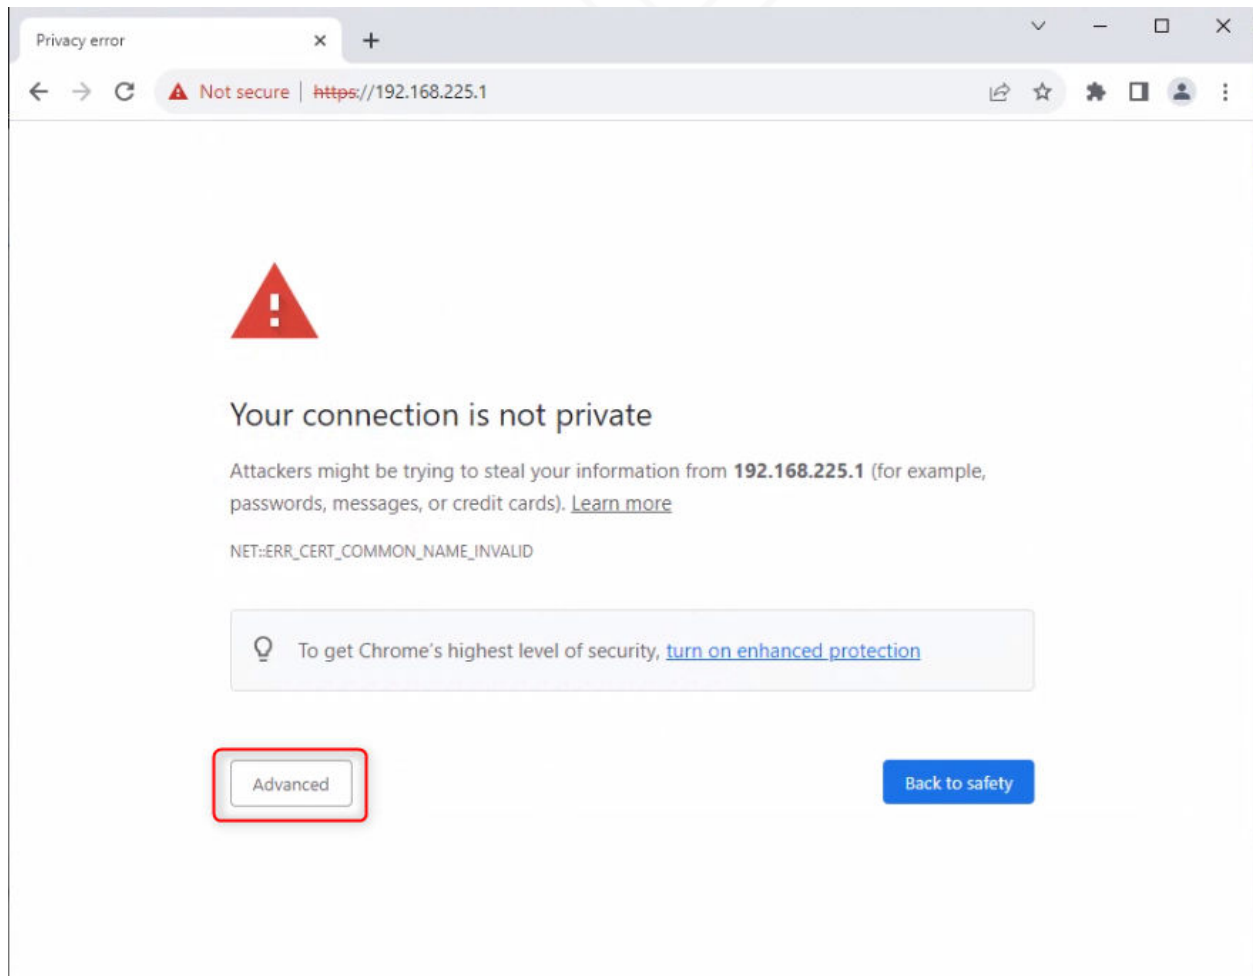 Privacy error
Not secure https://192.168.225.1
Your connection is not private
Attackers might be trying to steal your information from 192.168.225.1 (for example,
passwords, messages, or credit cards). Learn more
NET::ERR_CERT_COMMON_NAME_INVALID
To get Chrome's highest level of security, turn on enhanced protection
Advanced
Back to safety